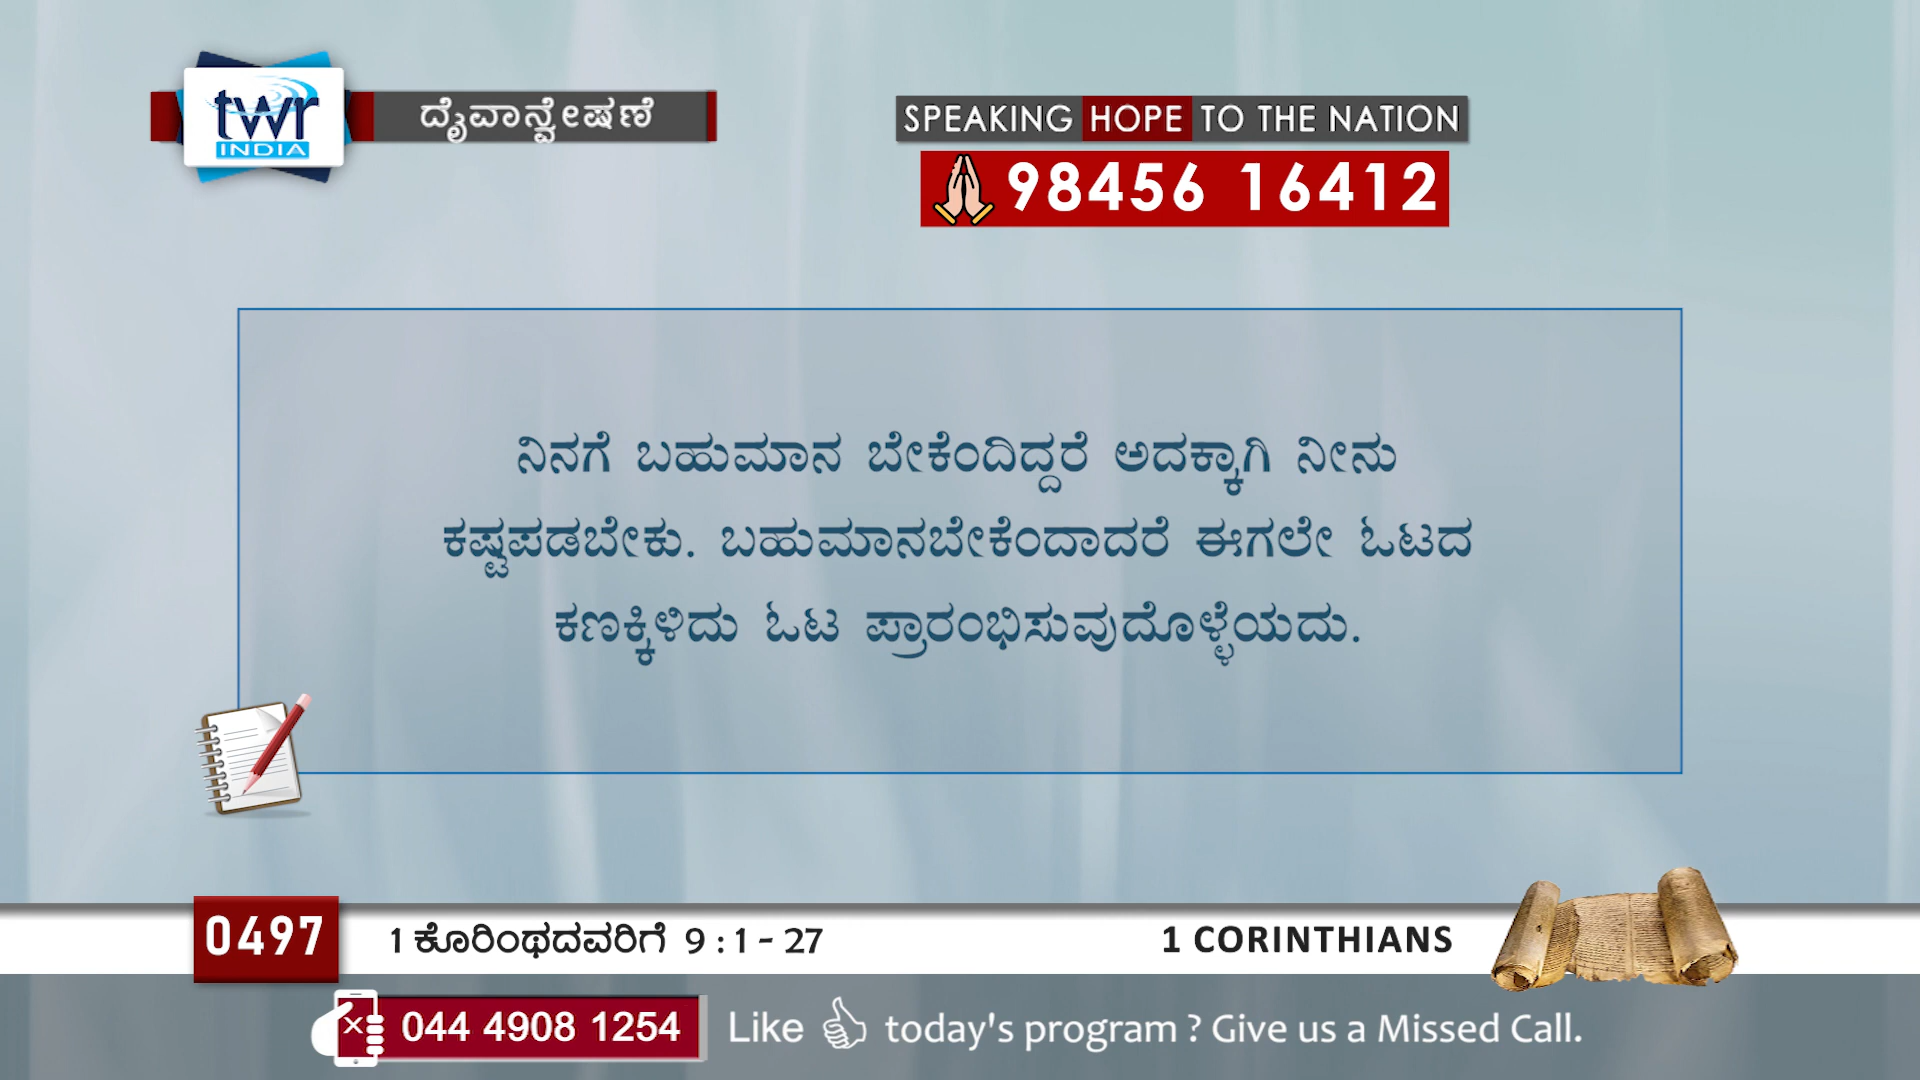 twr
INDIA
ದೈವಾನ್ವೇಷಣೆ
SPEAKING HOPE TO THE NATION
98456 16412
ನಿನಗೆ ಬಹುಮಾನ ಬೇಕೆಂದಿದ್ದರೆ ಅದಕ್ಕಾಗಿ ನೀನು
ಕಷ್ಟಪಡಬೇಕು. ಬಹುಮಾನಬೇಕೆಂದಾದರೆ ಈಗಲೇ ಓಟದ
ಕಣಕ್ಕಿಳಿದು ಓಟ ಪ್ರಾರಂಭಿಸುವುದೊಳ್ಳೆಯದು.
0497 1 ಕೊರಿಂಥದವರಿಗೆ 9 : 1 - 27 1 CORINTHIANS
044 4908 1254 Like today's program ? Give us a Missed Call.